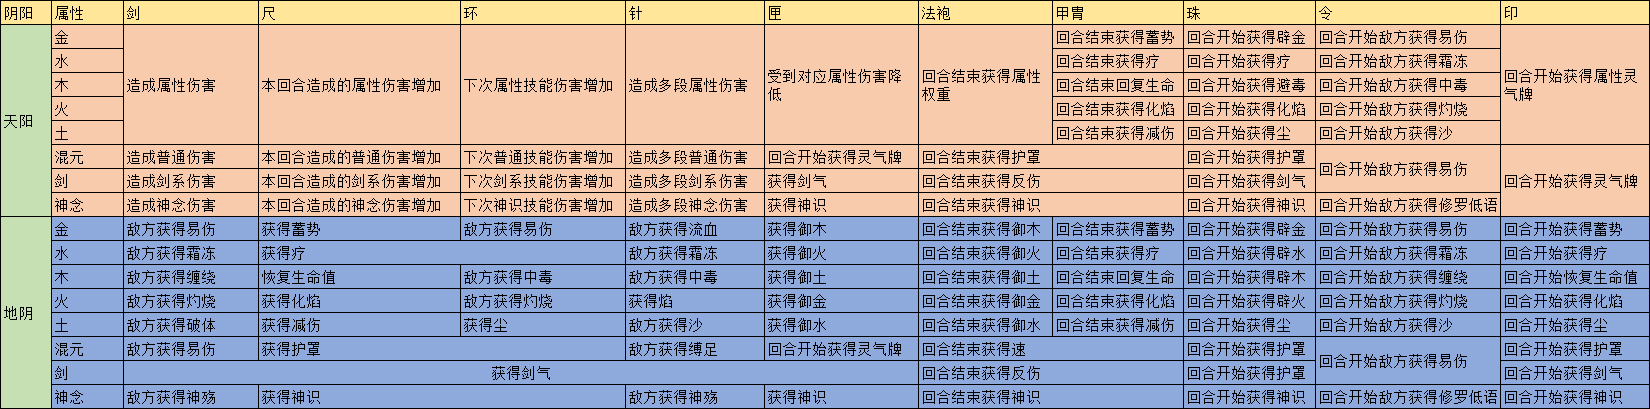 阴阳 属性 剑 尺 环 针 匣 法袍 甲胄 珠 令 印
天阳 金 造成属性伤害 本回合造成的属性伤害增加 下次属性技能伤害增加 造成多段属性伤害 受到对应属性伤害降低 回合结束获得属性权重 回合结束获得蓄势 回合开始获得辟金 回合开始敌方获得易伤 回合开始获得属性灵气牌
水 回合结束获得疗 回合开始获得疗 回合开始敌方获得霜冻
木 回合结束回复生命 回合开始获得避毒 回合开始敌方获得中毒
火 回合结束获得化焰 回合开始获得化焰 回合开始敌方获得灼烧
土 回合结束获得减伤 回合开始获得尘 回合开始敌方获得沙
混元 造成普通伤害 本回合造成的普通伤害增加 下次普通技能伤害增加 造成多段普通伤害 回合开始获得灵气牌 回合结束获得护罩 回合开始获得护罩 回合开始敌方获得易伤 回合开始获得灵气牌
剑 造成剑系伤害 本回合造成的剑系伤害增加 下次剑系技能伤害增加 造成多段剑系伤害 获得剑气 回合结束获得反伤 回合开始获得剑气
神念 造成神念伤害 本回合造成的神念伤害增加 下次神识技能伤害增加 造成多段神念伤害 获得神识 回合结束获得神识 回合开始获得神识 回合开始敌方获得修罗低语
地阴 金 敌方获得易伤 获得蓄势 敌方获得易伤 敌方获得流血 获得御木 回合结束获得御木 回合结束获得蓄势 回合开始获得辟金 回合开始敌方获得易伤 回合开始获得蓄势
水 敌方获得霜冻 获得疗 敌方获得霜冻 获得御火 回合结束获得御火 回合结束获得疗 回合开始获得辟水 回合开始敌方获得霜冻 回合开始获得疗
木 敌方获得缠绕 恢复生命值 敌方获得中毒 敌方获得中毒 获得御土 回合结束获得御土 回合结束回复生命 回合开始获得辟木 回合开始敌方获得缠绕 回合开始恢复生命值
火 敌方获得灼烧 获得化焰 敌方获得灼烧 获得焰 获得御金 回合结束获得御金 回合结束获得化焰 回合开始获得辟火 回合开始敌方获得灼烧 回合开始获得化焰
土 敌方获得破体 获得减伤 获得尘 敌方获得沙 获得御水 回合结束获得御水 回合结束获得减伤 回合开始获得尘 回合开始敌方获得沙 回合开始获得尘
混元 敌方获得易伤 获得护罩 敌方获得缚足 回合开始获得灵气牌 回合结束获得速 回合开始获得护罩 回合开始敌方获得易伤 回合开始获得护罩
剑 获得剑气 回合结束获得反伤 回合开始获得护罩 回合开始获得剑气
神念 敌方获得神殇 获得神识 敌方获得神殇 获得神识 回合结束获得神识 回合开始获得神识 回合开始敌方获得修罗低语 回合开始获得神识